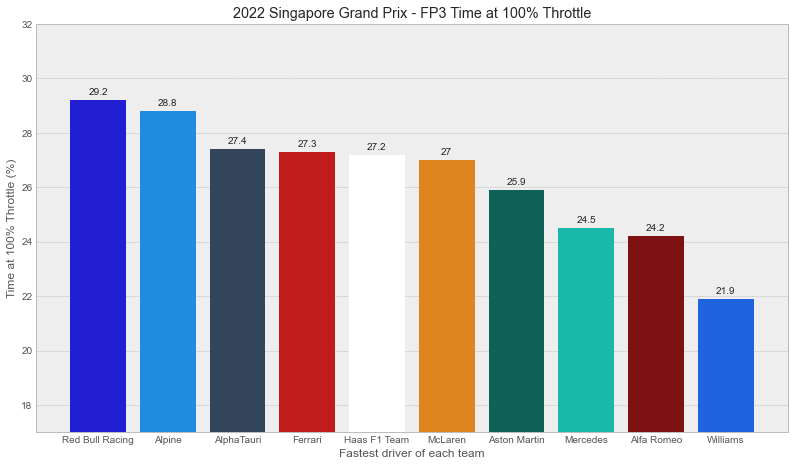 2022 Singapore Grand Prix - FP3 Time at 100% Throttle
Time at 100% Throttle (%)
32
30
28
26
24
22
20
18
29.2
28.8
27.4
27.3
27.2
27
25.9
24.5
24.2
21.9
Red Bull Racing
Alpine
AlphaTauri
Ferrari
Haas F1 Team
McLaren
Aston Martin
Mercedes
Alfa Romeo
Williams
Fastest driver of each team